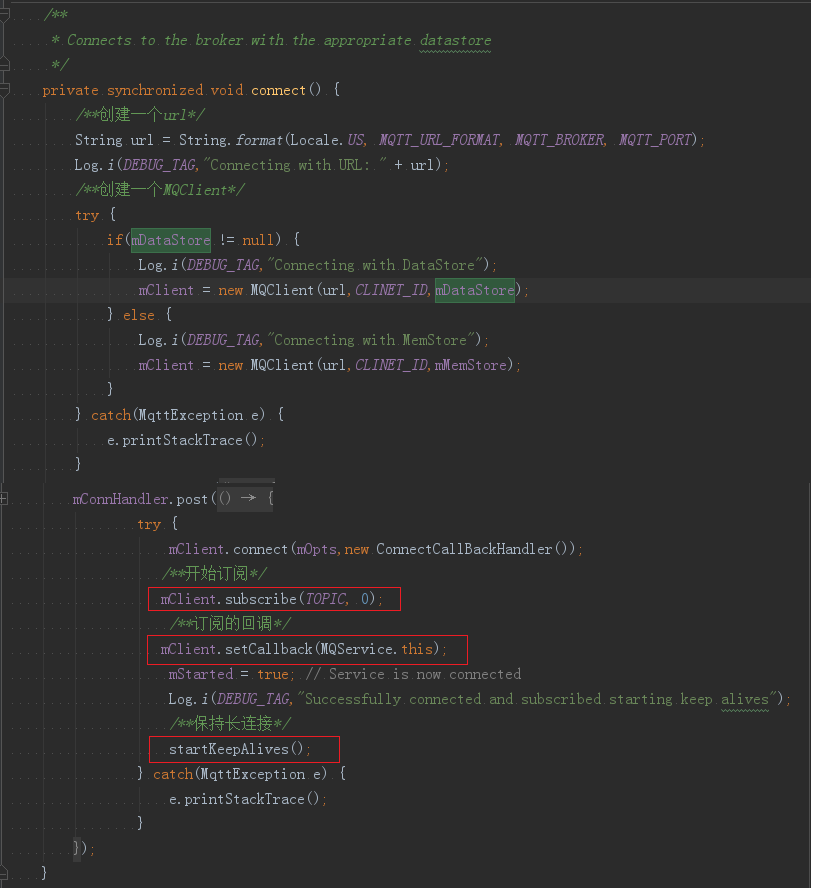 /**
* Connects to the broker with the appropriate datastore
*/
private synchronized void connect() {
/**创建一个url*/
String url = String.format(Locale.US, MQTT_URL_FORMAT, MQTT_BROKER, MQTT_PORT);
Log.i(DEBUG_TAG,"Connecting with URL: " + url);
/**创建一个MQClient*/
try {
if(mDataStore != null) {
Log.i(DEBUG_TAG,"Connecting with DataStore");
mClient = new MQClient(url,CLINET_ID,mDataStore);
} else {
Log.i(DEBUG_TAG,"Connecting with MemStore");
mClient = new MQClient(url,CLINET_ID,mMemStore);
}
} catch(MqttException e) {
e.printStackTrace();
}
mConnHandler.post(() → {
try {
mClient.connect(mOpts,new ConnectCallBackHandler());
/**开始订阅*/
mClient.subscribe(TOPIC, 0);
/**订阅的回调*/
mClient.setCallback(MQService.this);
mStarted = true; // Service is now connected
Log.i(DEBUG_TAG,"Successfully connected and subscribed starting keep alives");
/**保持长连接*/
startKeepAlives();
} catch(MqttException e) {
e.printStackTrace();
}
});
}